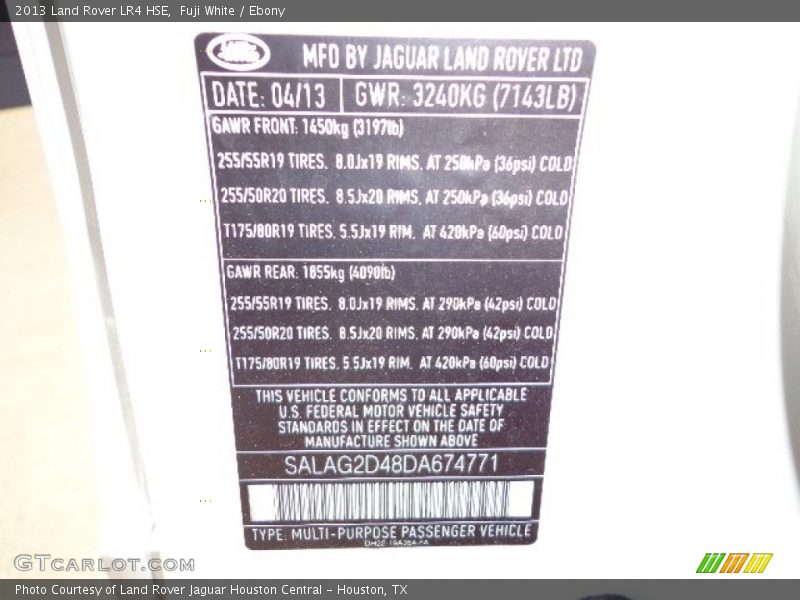 2013 Land Rover LR4 HSE, Fuji White / Ebony
MFD BY JAGUAR LAND ROVER LTD
DATE: 04/13 GWR: 3240KG (7143LB)
GAWR FRONT: 1450kg (3197lb)
255/55R19 TIRES. 8.0Jx19 RIMS. AT 250kPa (36psi) COLD
255/50R20 TIRES. 8.5Jx20 RIMS. AT 250kPa (36psi) COLD
T175/80R19 TIRES. 5.5Jx19 RIM. AT 420kPa (60psi) COLD
GAWR REAR: 1855kg (4090lb)
255/55R19 TIRES. 8.0Jx19 RIMS. AT 290kPa (42psi) COLD
255/50R20 TIRES. 8.5Jx20 RIMS. AT 290kPa (42psi) COLD
T175/80R19 TIRES. 5.5Jx19 RIM. AT 420kPa (60psi) COLD
THIS VEHICLE CONFORMS TO ALL APPLICABLE
U.S. FEDERAL MOTOR VEHICLE SAFETY
STANDARDS IN EFFECT ON THE DATE OF
MANUFACTURE SHOWN ABOVE
SALAG2D48DA674771
TYPE: MULTI-PURPOSE PASSENGER VEHICLE
GTCARLOT.COM
Photo Courtesy of Land Rover Jaguar Houston Central - Houston, TX